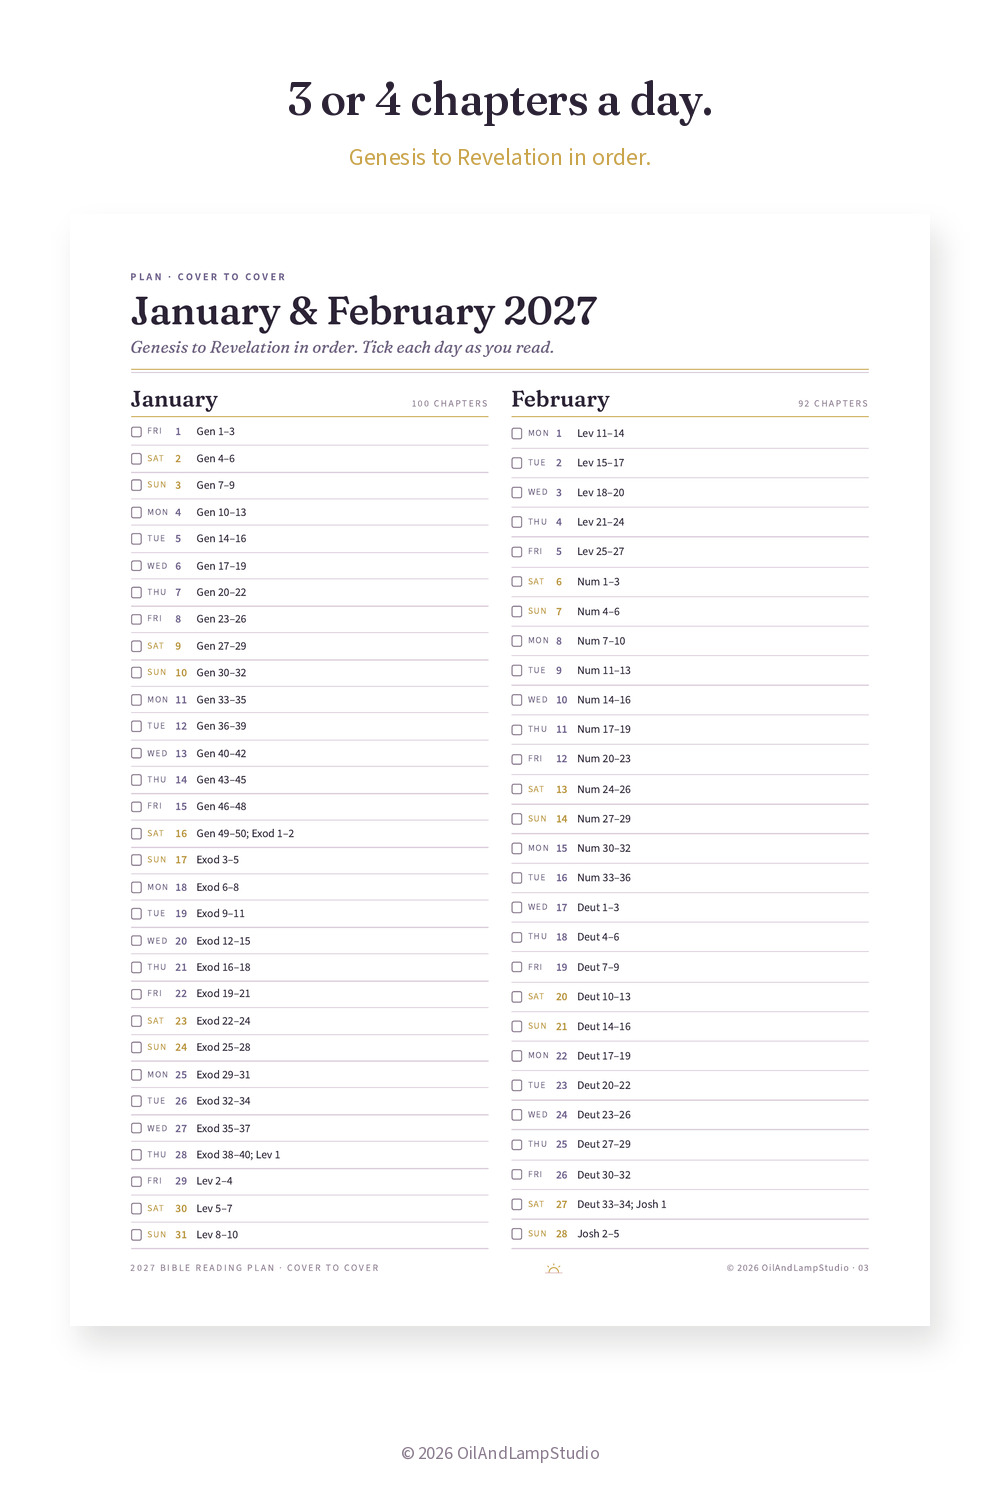 3 or 4 chapters a day.
Genesis to Revelation in order.
PLAN · COVER TO COVER
January & February 2027
Genesis to Revelation in order. Tick each day as you read.
January 100 CHAPTERS
FRI 1 Gen 1–3
SAT 2 Gen 4–6
SUN 3 Gen 7–9
MON 4 Gen 10–13
TUE 5 Gen 14–16
WED 6 Gen 17–19
THU 7 Gen 20–22
FRI 8 Gen 23–26
SAT 9 Gen 27–29
SUN 10 Gen 30–32
MON 11 Gen 33–35
TUE 12 Gen 36–39
WED 13 Gen 40–42
THU 14 Gen 43–45
FRI 15 Gen 46–48
SAT 16 Gen 49–50; Exod 1–2
SUN 17 Exod 3–5
MON 18 Exod 6–8
TUE 19 Exod 9–11
WED 20 Exod 12–15
THU 21 Exod 16–18
FRI 22 Exod 19–21
SAT 23 Exod 22–24
SUN 24 Exod 25–28
MON 25 Exod 29–31
TUE 26 Exod 32–34
WED 27 Exod 35–37
THU 28 Exod 38–40; Lev 1
FRI 29 Lev 2–4
SAT 30 Lev 5–7
SUN 31 Lev 8–10
February 92 CHAPTERS
MON 1 Lev 11–14
TUE 2 Lev 15–17
WED 3 Lev 18–20
THU 4 Lev 21–24
FRI 5 Lev 25–27
SAT 6 Num 1–3
SUN 7 Num 4–6
MON 8 Num 7–10
TUE 9 Num 11–13
WED 10 Num 14–16
THU 11 Num 17–19
FRI 12 Num 20–23
SAT 13 Num 24–26
SUN 14 Num 27–29
MON 15 Num 30–32
TUE 16 Num 33–36
WED 17 Deut 1–3
THU 18 Deut 4–6
FRI 19 Deut 7–9
SAT 20 Deut 10–13
SUN 21 Deut 14–16
MON 22 Deut 17–19
TUE 23 Deut 20–22
WED 24 Deut 23–26
THU 25 Deut 27–29
FRI 26 Deut 30–32
SAT 27 Deut 33–34; Josh 1
SUN 28 Josh 2–5
2027 BIBLE READING PLAN · COVER TO COVER © 2026 OilAndLampStudio · 03
© 2026 OilAndLampStudio